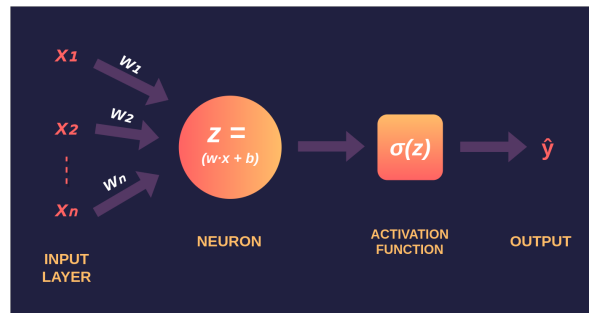 x₁
w₁
x₂
w₂
xₙ
wₙ
z =
(w·x + b)
σ(z)
ŷ
INPUT
LAYER
NEURON
ACTIVATION
FUNCTION
OUTPUT